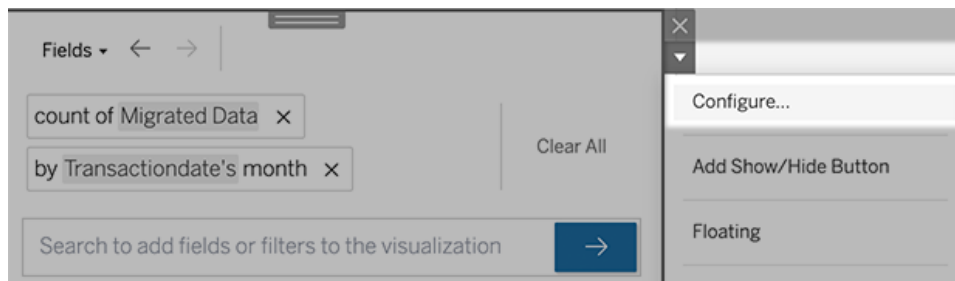 Fields
count of Migrated Data ×
by Transactiondate's month ×
Clear All
Search to add fields or filters to the visualization
Configure...
Add Show/Hide Button
Floating